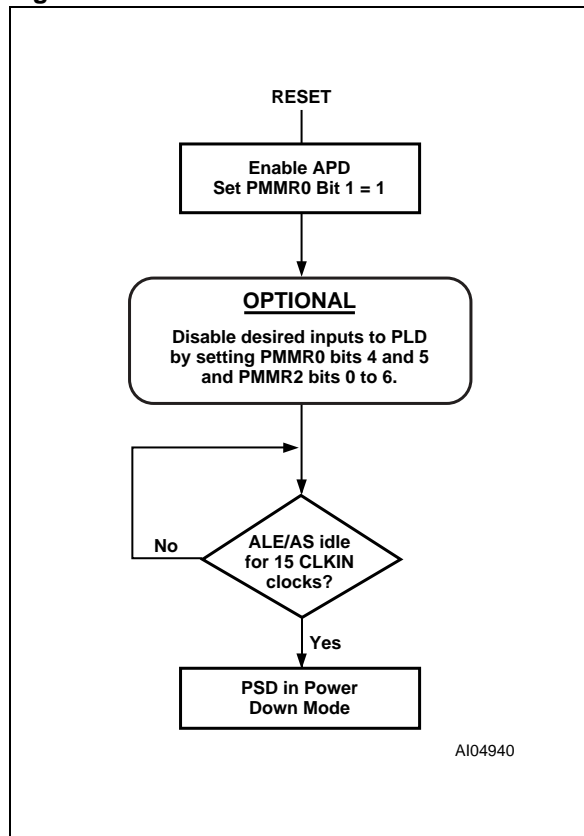 RESET
Enable APD
Set PMMR0 Bit 1 = 1
OPTIONAL
Disable desired inputs to PLD
by setting PMMR0 bits 4 and 5
and PMMR2 bits 0 to 6.
No
ALE/AS idle
for 15 CLKIN
clocks?
Yes
PSD in Power
Down Mode
AI04940